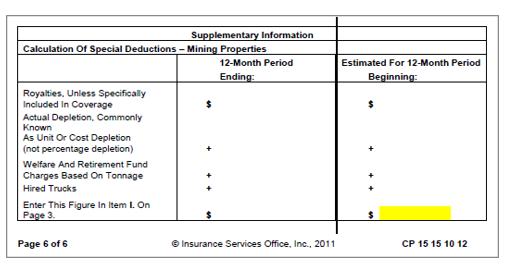 Supplementary Information
Calculation Of Special Deductions – Mining Properties
12-Month Period Estimated For 12-Month Period
Ending: Beginning:
Royalties, Unless Specifically
Included In Coverage $ $
Actual Depletion, Commonly
Known
As Unit Or Cost Depletion
(not percentage depletion) + +
Welfare And Retirement Fund
Charges Based On Tonnage + +
Hired Trucks + +
Enter This Figure In Item I. On
Page 3. $ $
Page 6 of 6 © Insurance Services Office, Inc., 2011 CP 15 15 10 12